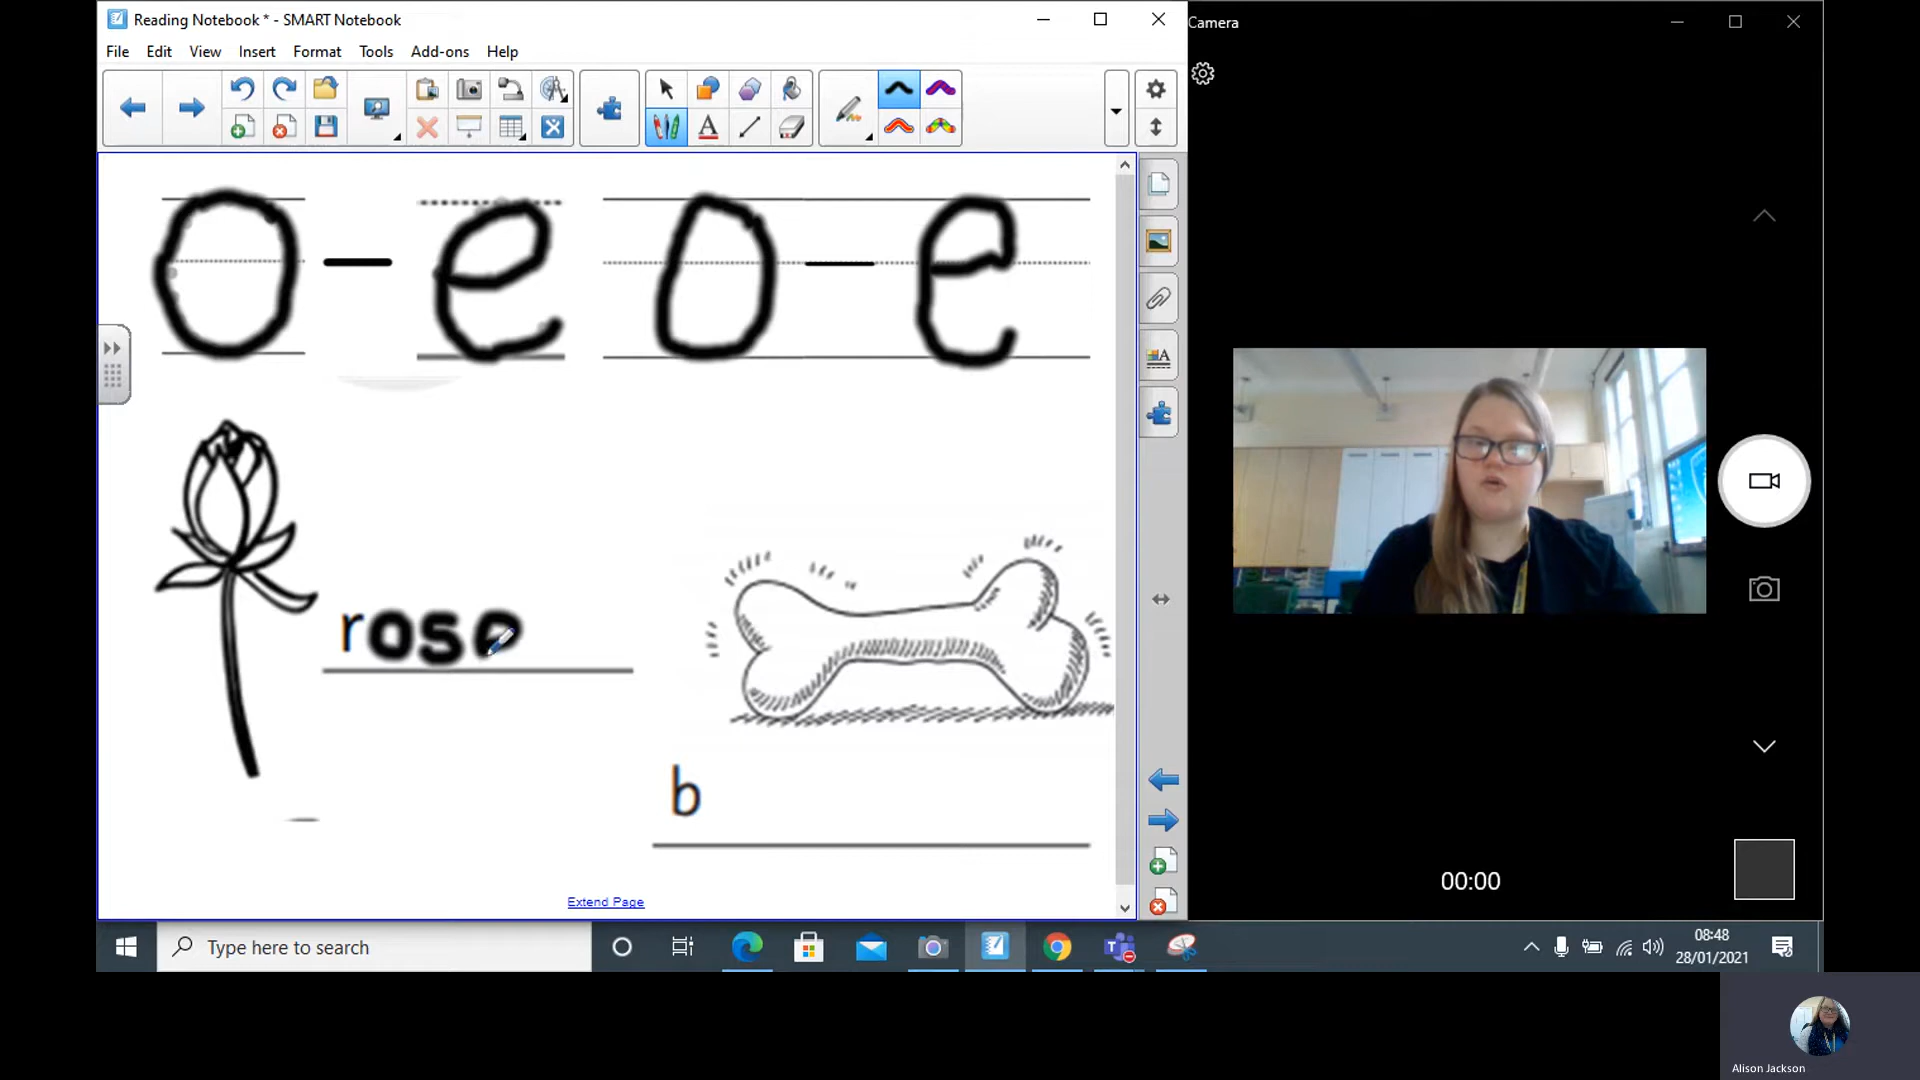 Reading Notebook * - SMART Notebook
Camera
File Edit View Insert Format Tools Add-ons Help
o - e o - e
rose
b
Extend Page
00:00
Type here to search
08:48
28/01/2021
Alison Jackson